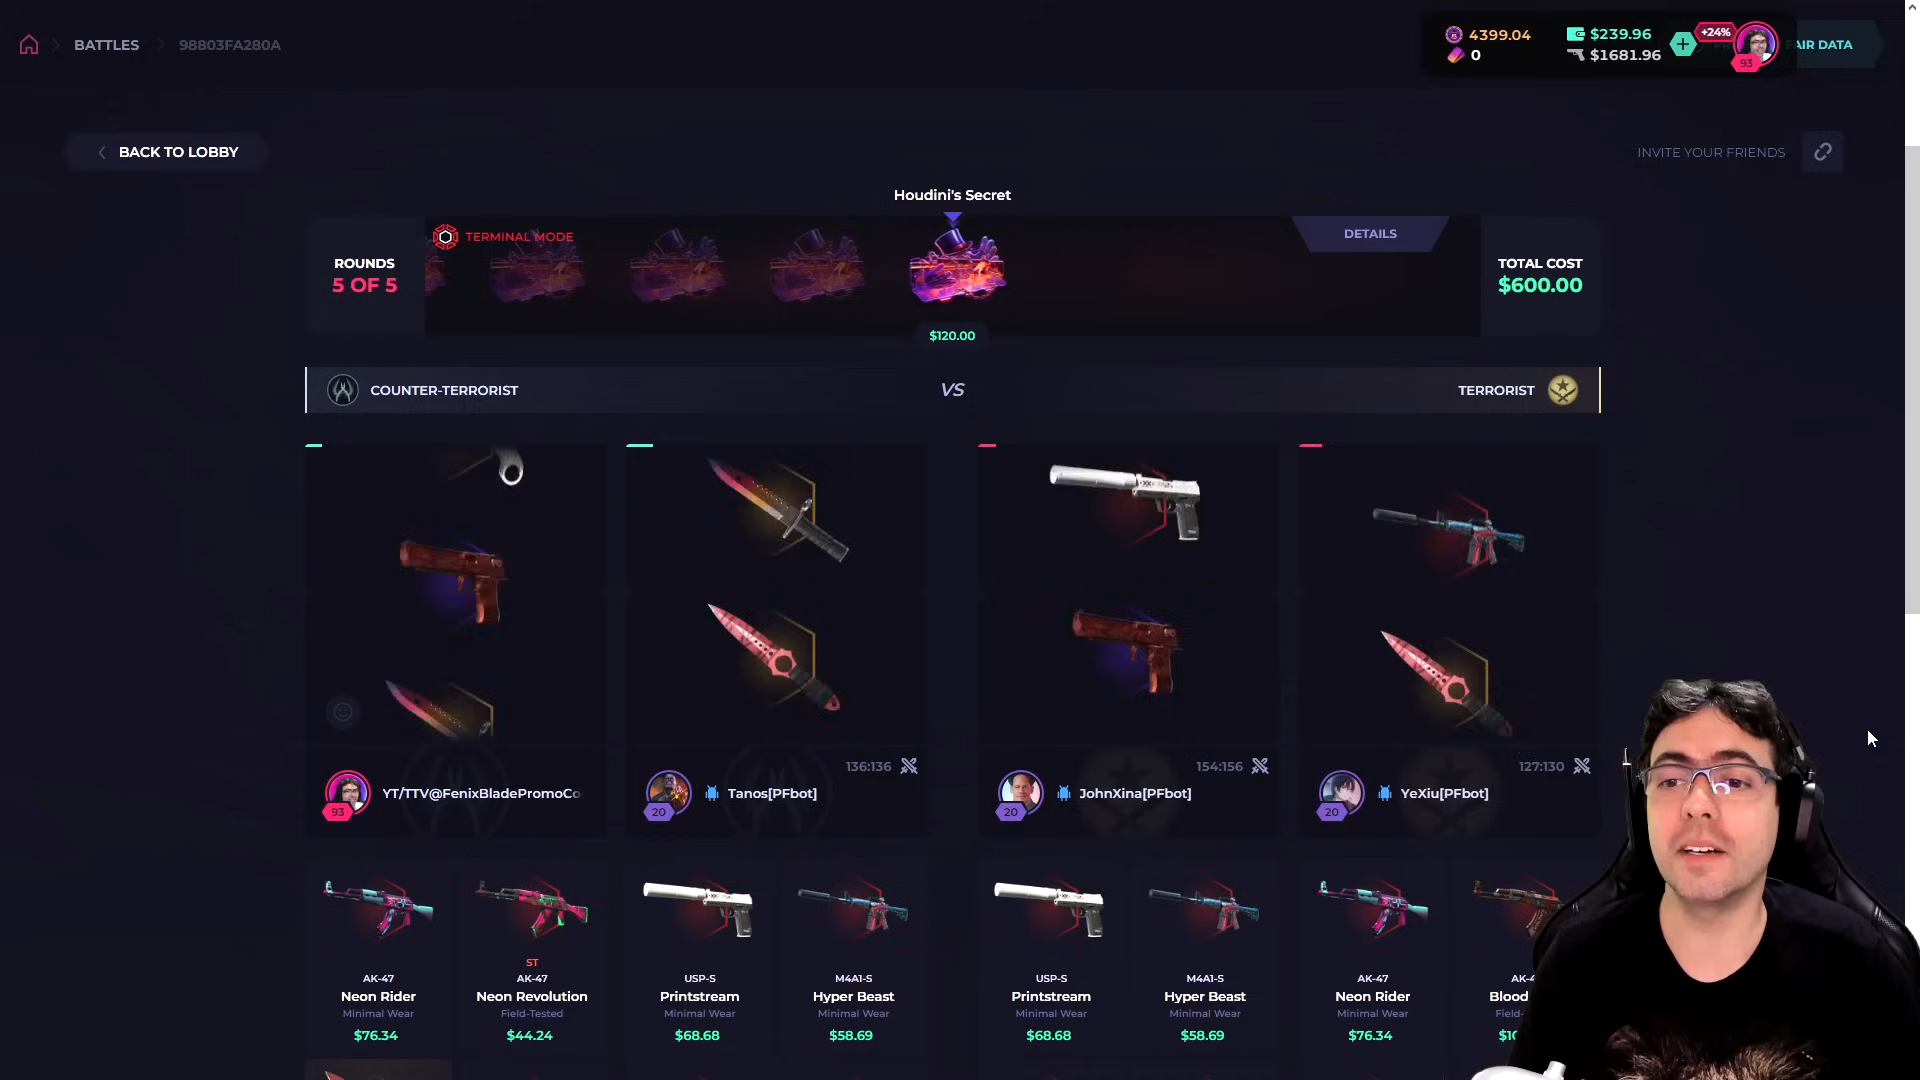 BATTLES
98803FA280A
4399.04
0
$239.96
$1681.96
+24%
93
AIR DATA
BACK TO LOBBY
INVITE YOUR FRIENDS
Houdini's Secret
ROUNDS
5 OF 5
TERMINAL MODE
DETAILS
TOTAL COST
$600.00
$120.00
COUNTER-TERRORIST
VS
TERRORIST
136:136
154:156
127:130
93
YT/TTV@FenixBladePromoCo
20
Tanos[PFbot]
20
JohnXina[PFbot]
20
YeXiu[PFbot]
AK-47
Neon Rider
Minimal Wear
$76.34
ST
AK-47
Neon Revolution
Field-Tested
$44.24
USP-S
Printstream
Minimal Wear
$68.68
M4A1-S
Hyper Beast
Minimal Wear
$58.69
USP-S
Printstream
Minimal Wear
$68.68
M4A1-S
Hyper Beast
Minimal Wear
$58.69
AK-47
Neon Rider
Minimal Wear
$76.34
Blood